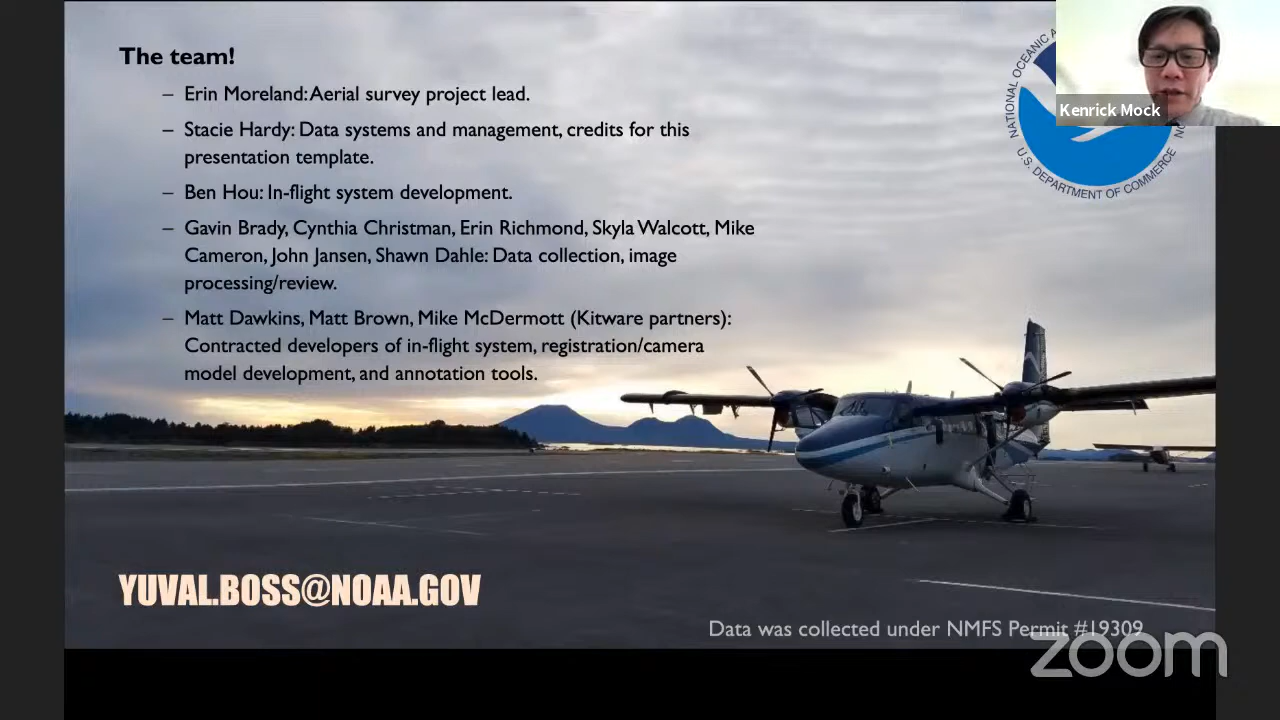 The team!
– Erin Moreland: Aerial survey project lead.
– Stacie Hardy: Data systems and management, credits for this
presentation template.
– Ben Hou: In-flight system development.
– Gavin Brady, Cynthia Christman, Erin Richmond, Skyla Walcott, Mike
Cameron, John Jansen, Shawn Dahle: Data collection, image
processing/review.
– Matt Dawkins, Matt Brown, Mike McDermott (Kitware partners):
Contracted developers of in-flight system, registration/camera
model development, and annotation tools.
NATIONAL OCEANIC
U.S. DEPARTMENT OF COMMERCE
Kenrick Mock
YUVAL.BOSS@NOAA.GOV
Data was collected under NMFS Permit #19309
zoom